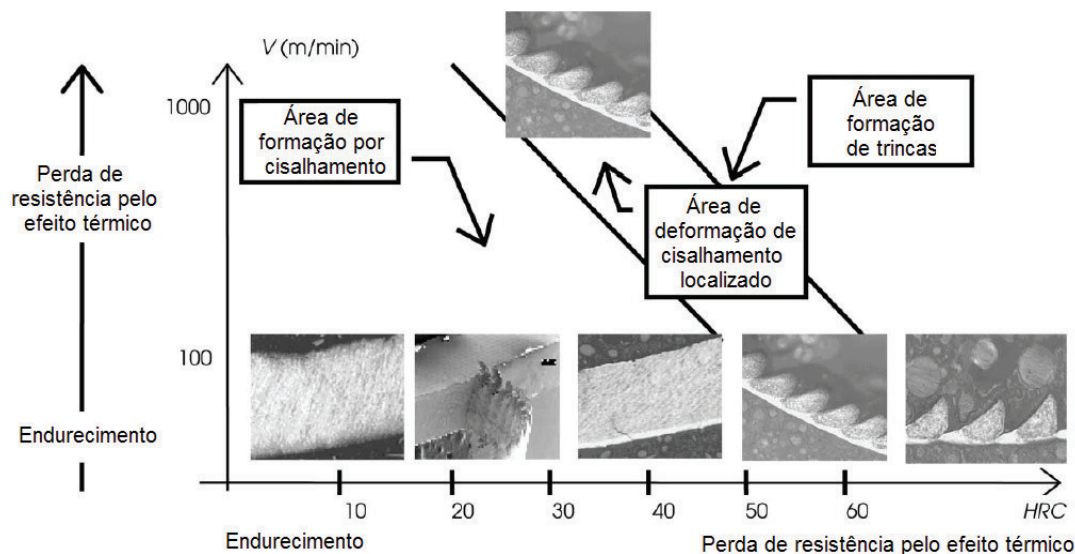 V (m/min)
1000
100
Perda de
resistência pelo
efeito térmico
Endurecimento
Área de
formação por
cisalhamento
Área de
formação
de trincas
Área de
deformação de
cisalhamento
localizado
10
20
30
40
50
60
HRC
Endurecimento
Perda de resistência pelo efeito térmico